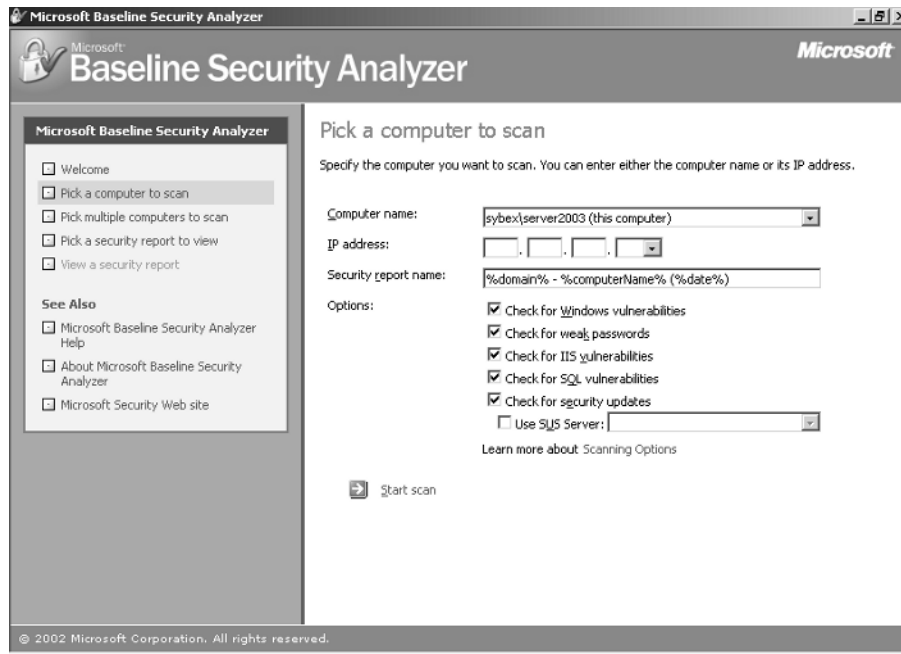 Microsoft Baseline Security Analyzer
Microsoft
Baseline Security Analyzer
Microsoft
Microsoft Baseline Security Analyzer
Welcome
Pick a computer to scan
Pick multiple computers to scan
Pick a security report to view
View a security report
See Also
Microsoft Baseline Security Analyzer
Help
About Microsoft Baseline Security
Analyzer
Microsoft Security Web site
Pick a computer to scan
Specify the computer you want to scan. You can enter either the computer name or its IP address.
Computer name: sybex\server2003 (this computer)
IP address: . . .
Security report name: %domain% - %computerName% (%date%)
Options: Check for Windows vulnerabilities
Check for weak passwords
Check for IIS vulnerabilities
Check for SQL vulnerabilities
Check for security updates
Use SUS Server:
Learn more about Scanning Options
Start scan
© 2002 Microsoft Corporation. All rights reserved.